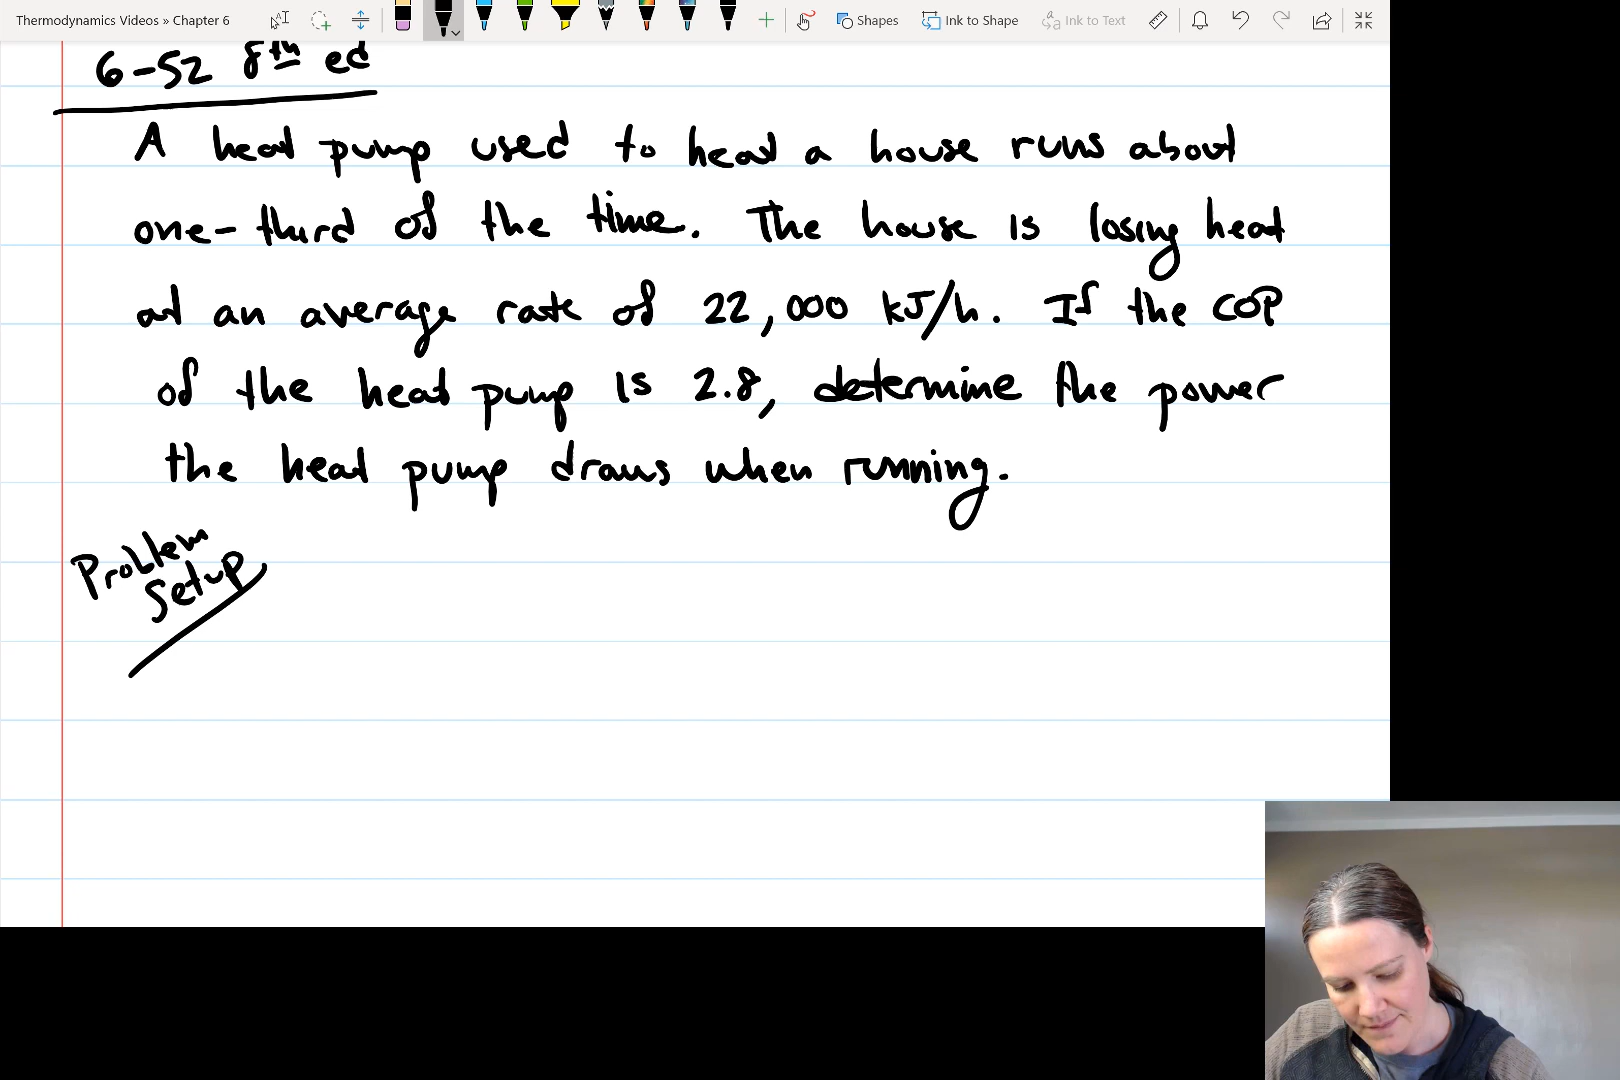 Thermodynamics Videos » Chapter 6
Shapes
Ink to Shape
Ink to Text
6-52 8th ed
A heat pump used to heat a house runs about
one-third of the time. The house is losing heat
at an average rate of 22,000 kJ/h. If the COP
of the heat pump is 2.8, determine the power
the heat pump draws when running.
Problem
Setup